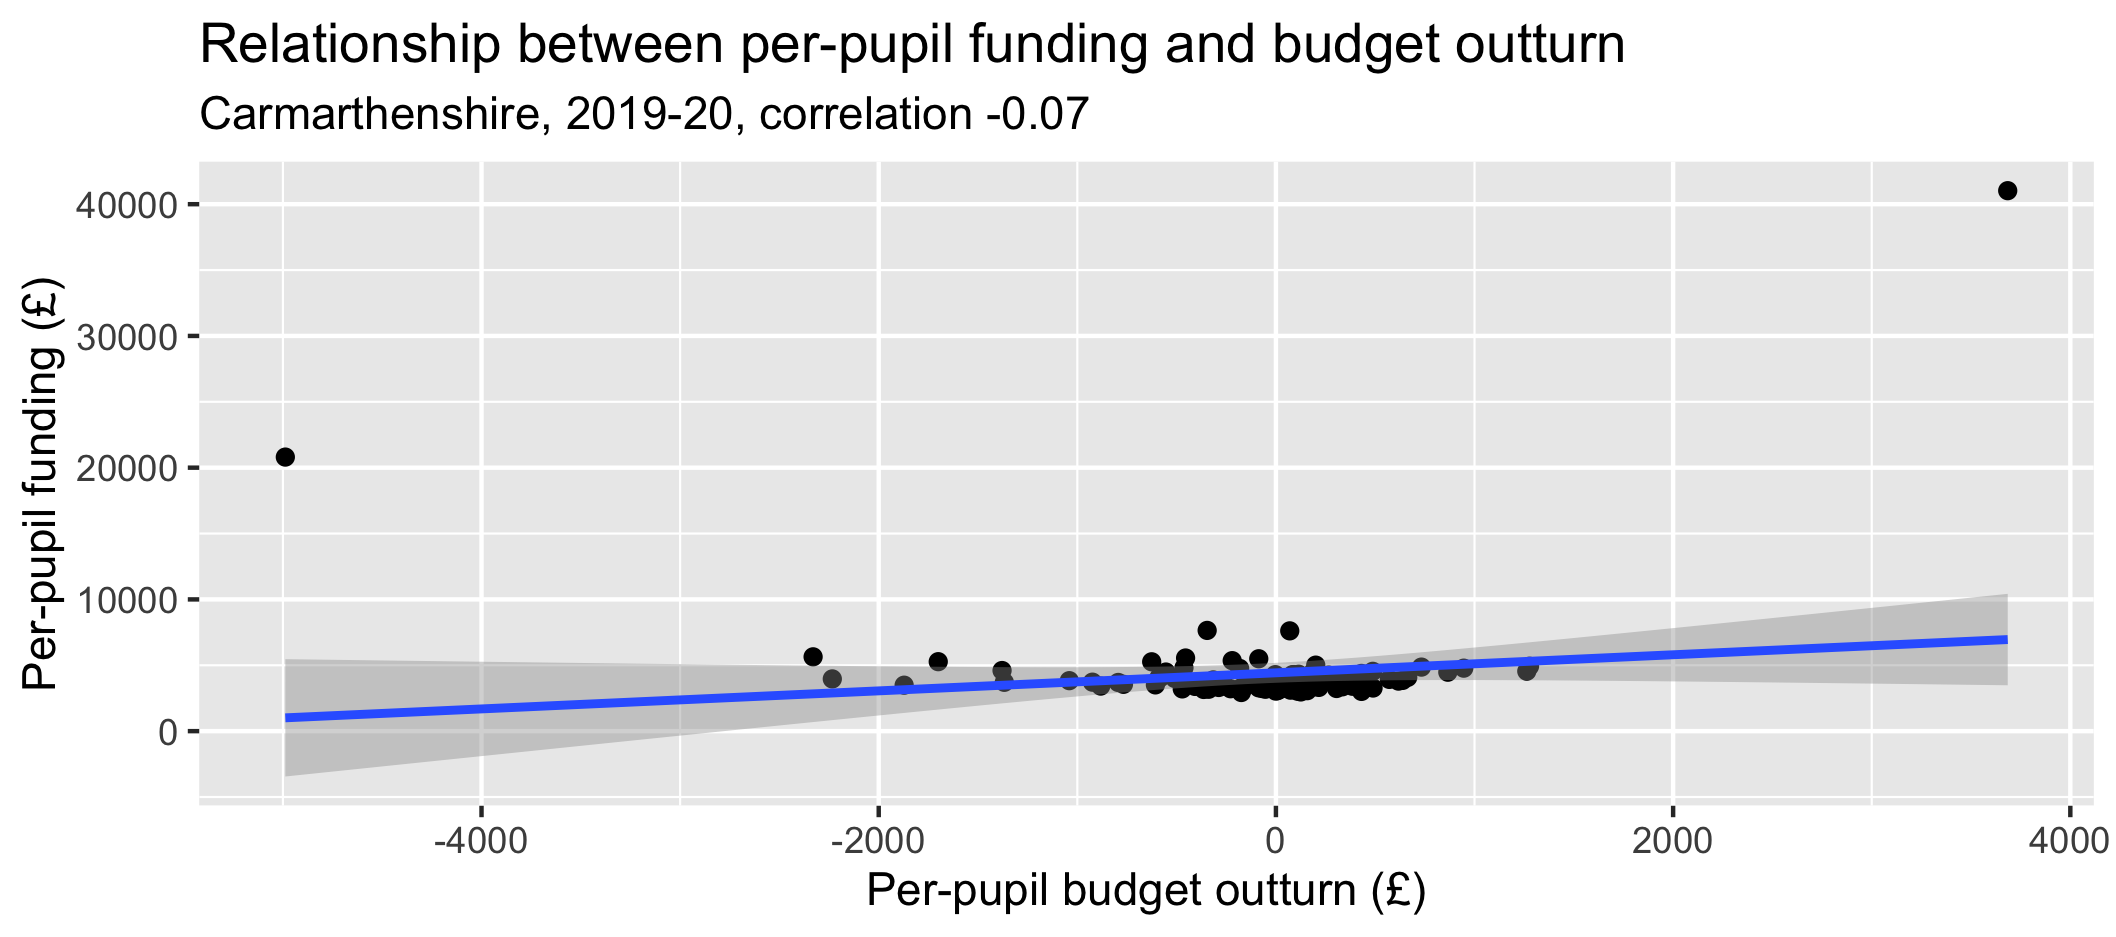 Relationship between per-pupil funding and budget outturn
Carmarthenshire, 2019-20, correlation -0.07
Per-pupil funding (£)
40000
30000
20000
10000
0
-4000 -2000 0 2000 4000
Per-pupil budget outturn (£)